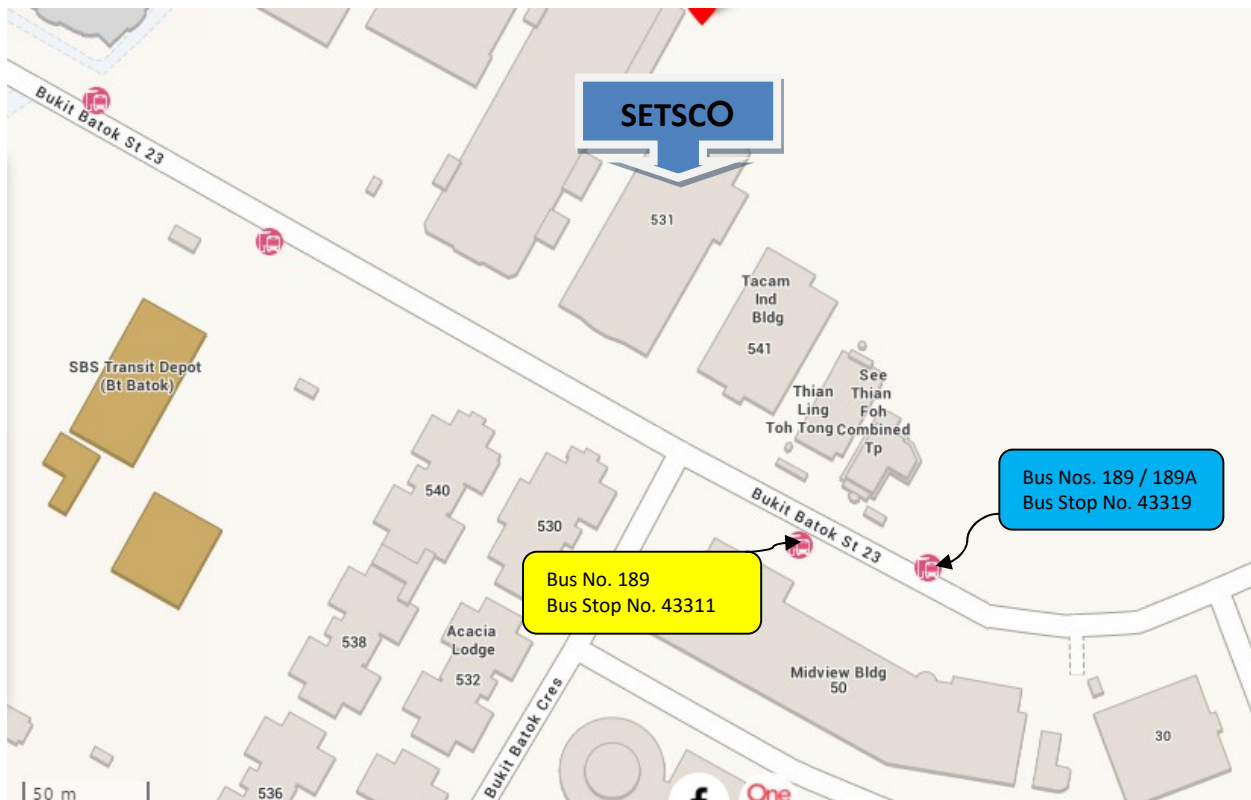 Bukit Batok St 23
SETSCO
531
Tacam
Ind
Bldg
541
SBS Transit Depot
(Bt Batok)
Thian
Ling
Toh Tong
See
Thian
Foh
Combined
Tp
Bus Nos. 189 / 189A
Bus Stop No. 43319
540
530
Bukit Batok St 23
Bus No. 189
Bus Stop No. 43311
538
Acacia
Lodge
532
Midview Bldg
50
Bukit Batok Cres
30
536
50 m
f
One